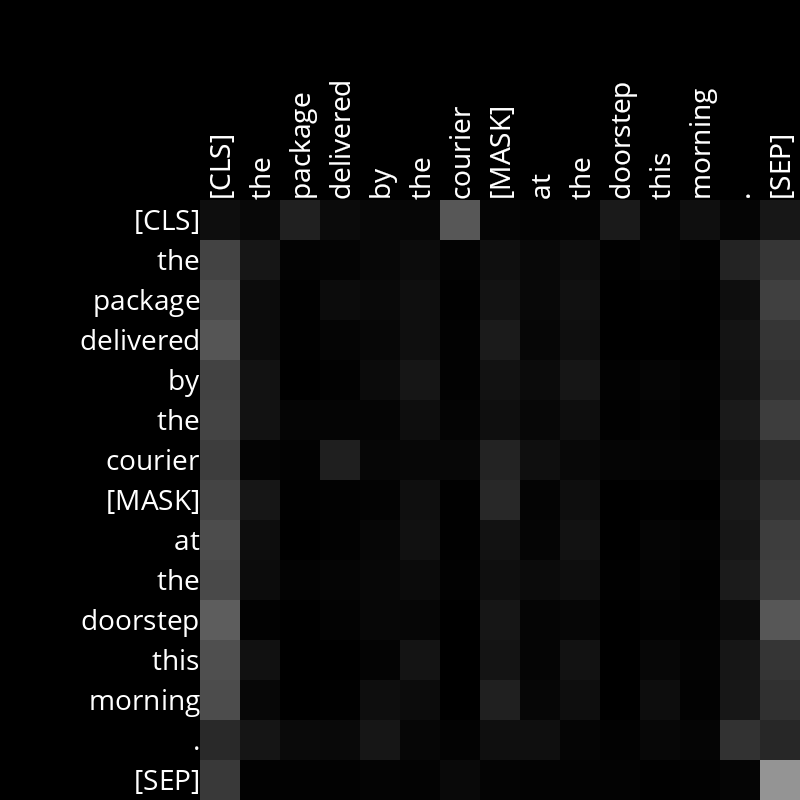 [CLS] the package delivered by the courier [MASK] at the doorstep this morning . [SEP]
[CLS]
the
package
delivered
by
the
courier
[MASK]
at
the
doorstep
this
morning
.
[SEP]